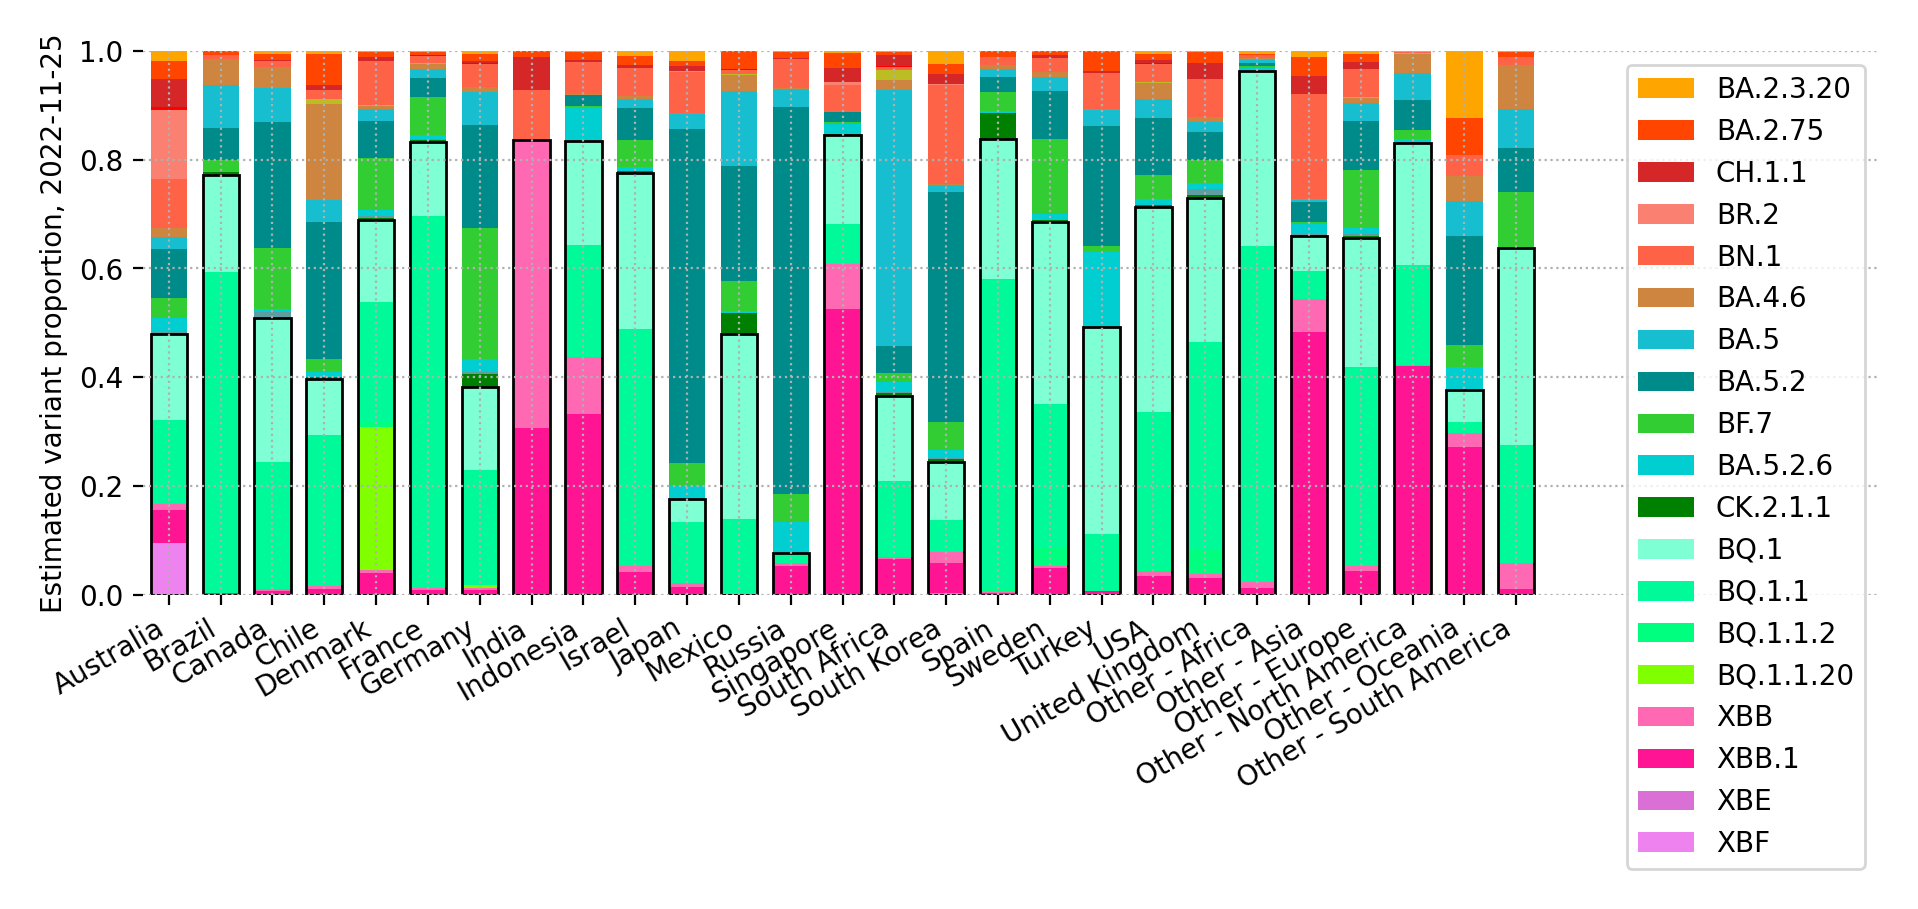 Estimated variant proportion, 2022-11-25
1.0
0.8
0.6
0.4
0.2
0.0
Australia
Brazil
Canada
Chile
Denmark
France
Germany
India
Indonesia
Israel
Japan
Mexico
Russia
Singapore
South Africa
South Korea
Spain
Sweden
Turkey
USA
United Kingdom
Other - Africa
Other - Asia
Other - Europe
Other - North America
Other - Oceania
Other - South America
BA.2.3.20
BA.2.75
CH.1.1
BR.2
BN.1
BA.4.6
BA.5
BA.5.2
BF.7
BA.5.2.6
CK.2.1.1
BQ.1
BQ.1.1
BQ.1.1.2
BQ.1.1.20
XBB
XBB.1
XBE
XBF